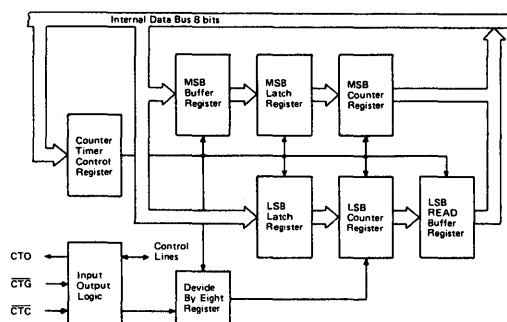 Internal Data Bus 8 bits
MSB
Buffer
Register
MSB
Latch
Register
MSB
Counter
Register
Counter
Timer
Control
Register
LSB
Latch
Register
LSB
Counter
Register
LSB
READ
Buffer
Register
CTO
CTG
CTC
Input
Output
Logic
Control
Lines
Devide
By Eight
Register